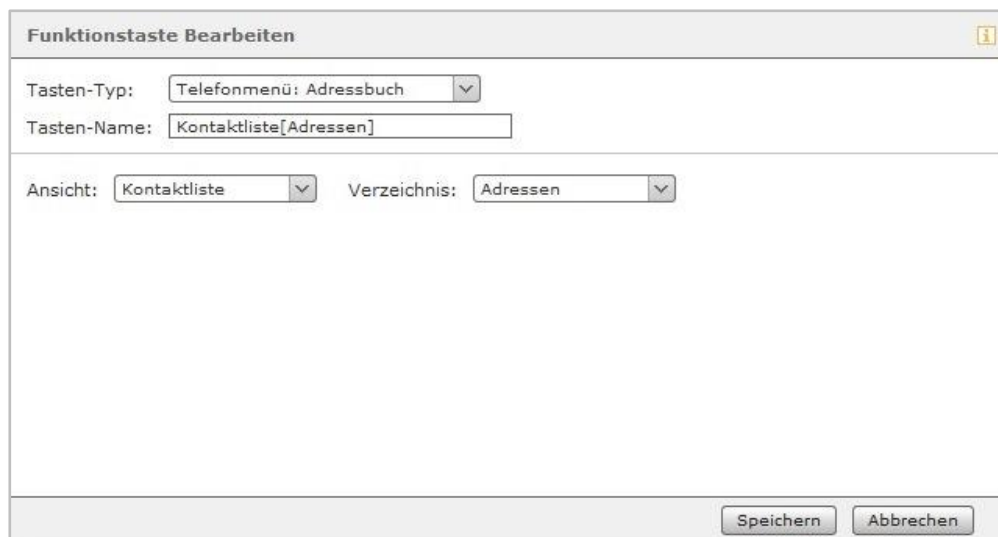 Funktionstaste Bearbeiten
Tasten-Typ: Telefonmenü: Adressbuch
Tasten-Name: Kontaktliste[Adressen]
Ansicht: Kontaktliste Verzeichnis: Adressen
Speichern Abbrechen